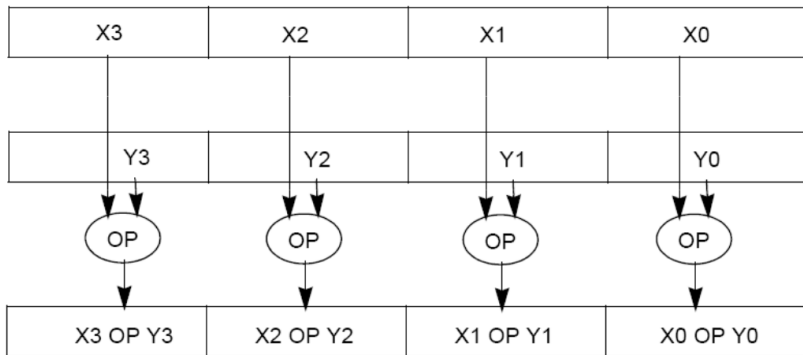 X3 X2 X1 X0
Y3 Y2 Y1 Y0
OP OP OP OP
X3 OP Y3 X2 OP Y2 X1 OP Y1 X0 OP Y0